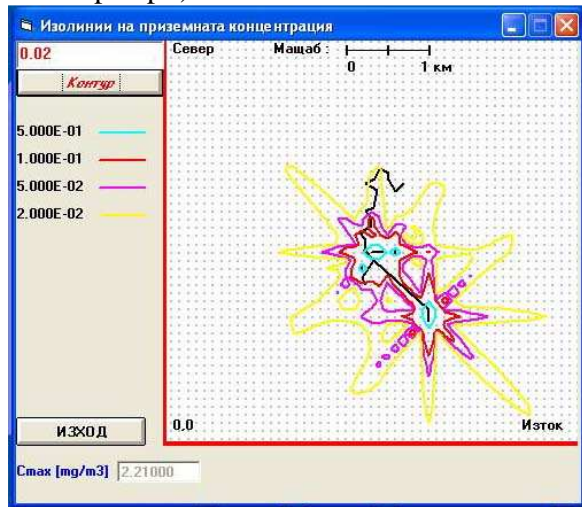 Изолинии на приземната концентрация
0.02
Контур
5.000E-01
1.000E-01
5.000E-02
2.000E-02
Север
Мащаб :
0 1 км
0,0
Изток
ИЗХОД
Cmax [mg/m3] 2.21000